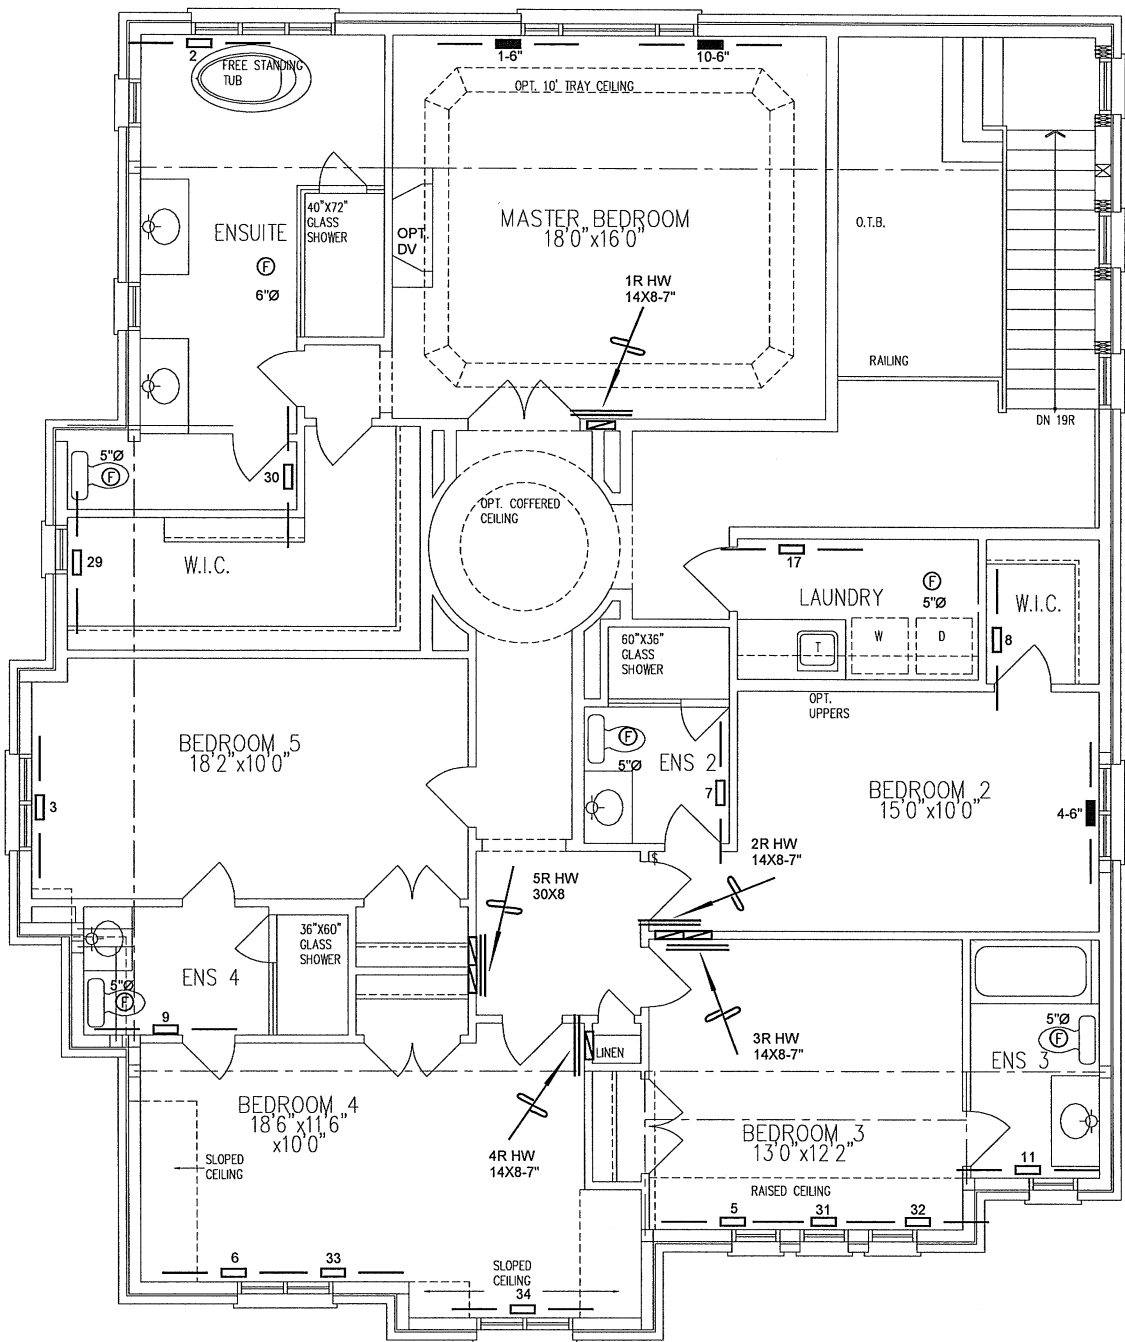 2
FREE STANDING
TUB
1-6"
10-6"
OPT. 10' TRAY CEILING
40"X72"
GLASS
SHOWER
ENSUITE
F
6"Ø
OPT.
DV
MASTER BEDROOM
18'0"x16'0"
O.T.B.
1R HW
14X8-7"
RAILING
DN 19R
5"Ø
F
30
OPT. COFFERED
CEILING
29
W.I.C.
17
LAUNDRY
F
5"Ø
W.I.C.
8
60"X36"
GLASS
SHOWER
T
W
D
OPT.
UPPERS
BEDROOM 5
18'2"x10'0"
F
5"Ø
ENS 2
7
BEDROOM 2
15'0"x10'0"
3
4-6"
2R HW
14X8-7"
S
5R HW
30X8
36"X60"
GLASS
SHOWER
ENS 4
5"Ø
F
9
3R HW
14X8-7"
5"Ø
F
ENS 3
LINEN
BEDROOM 4
18'6"x11'6"
x10'0"
4R HW
14X8-7"
BEDROOM 3
13'0"x12'2"
SLOPED
CEILING
11
RAISED CEILING
5
31
32
6
33
SLOPED
CEILING
34